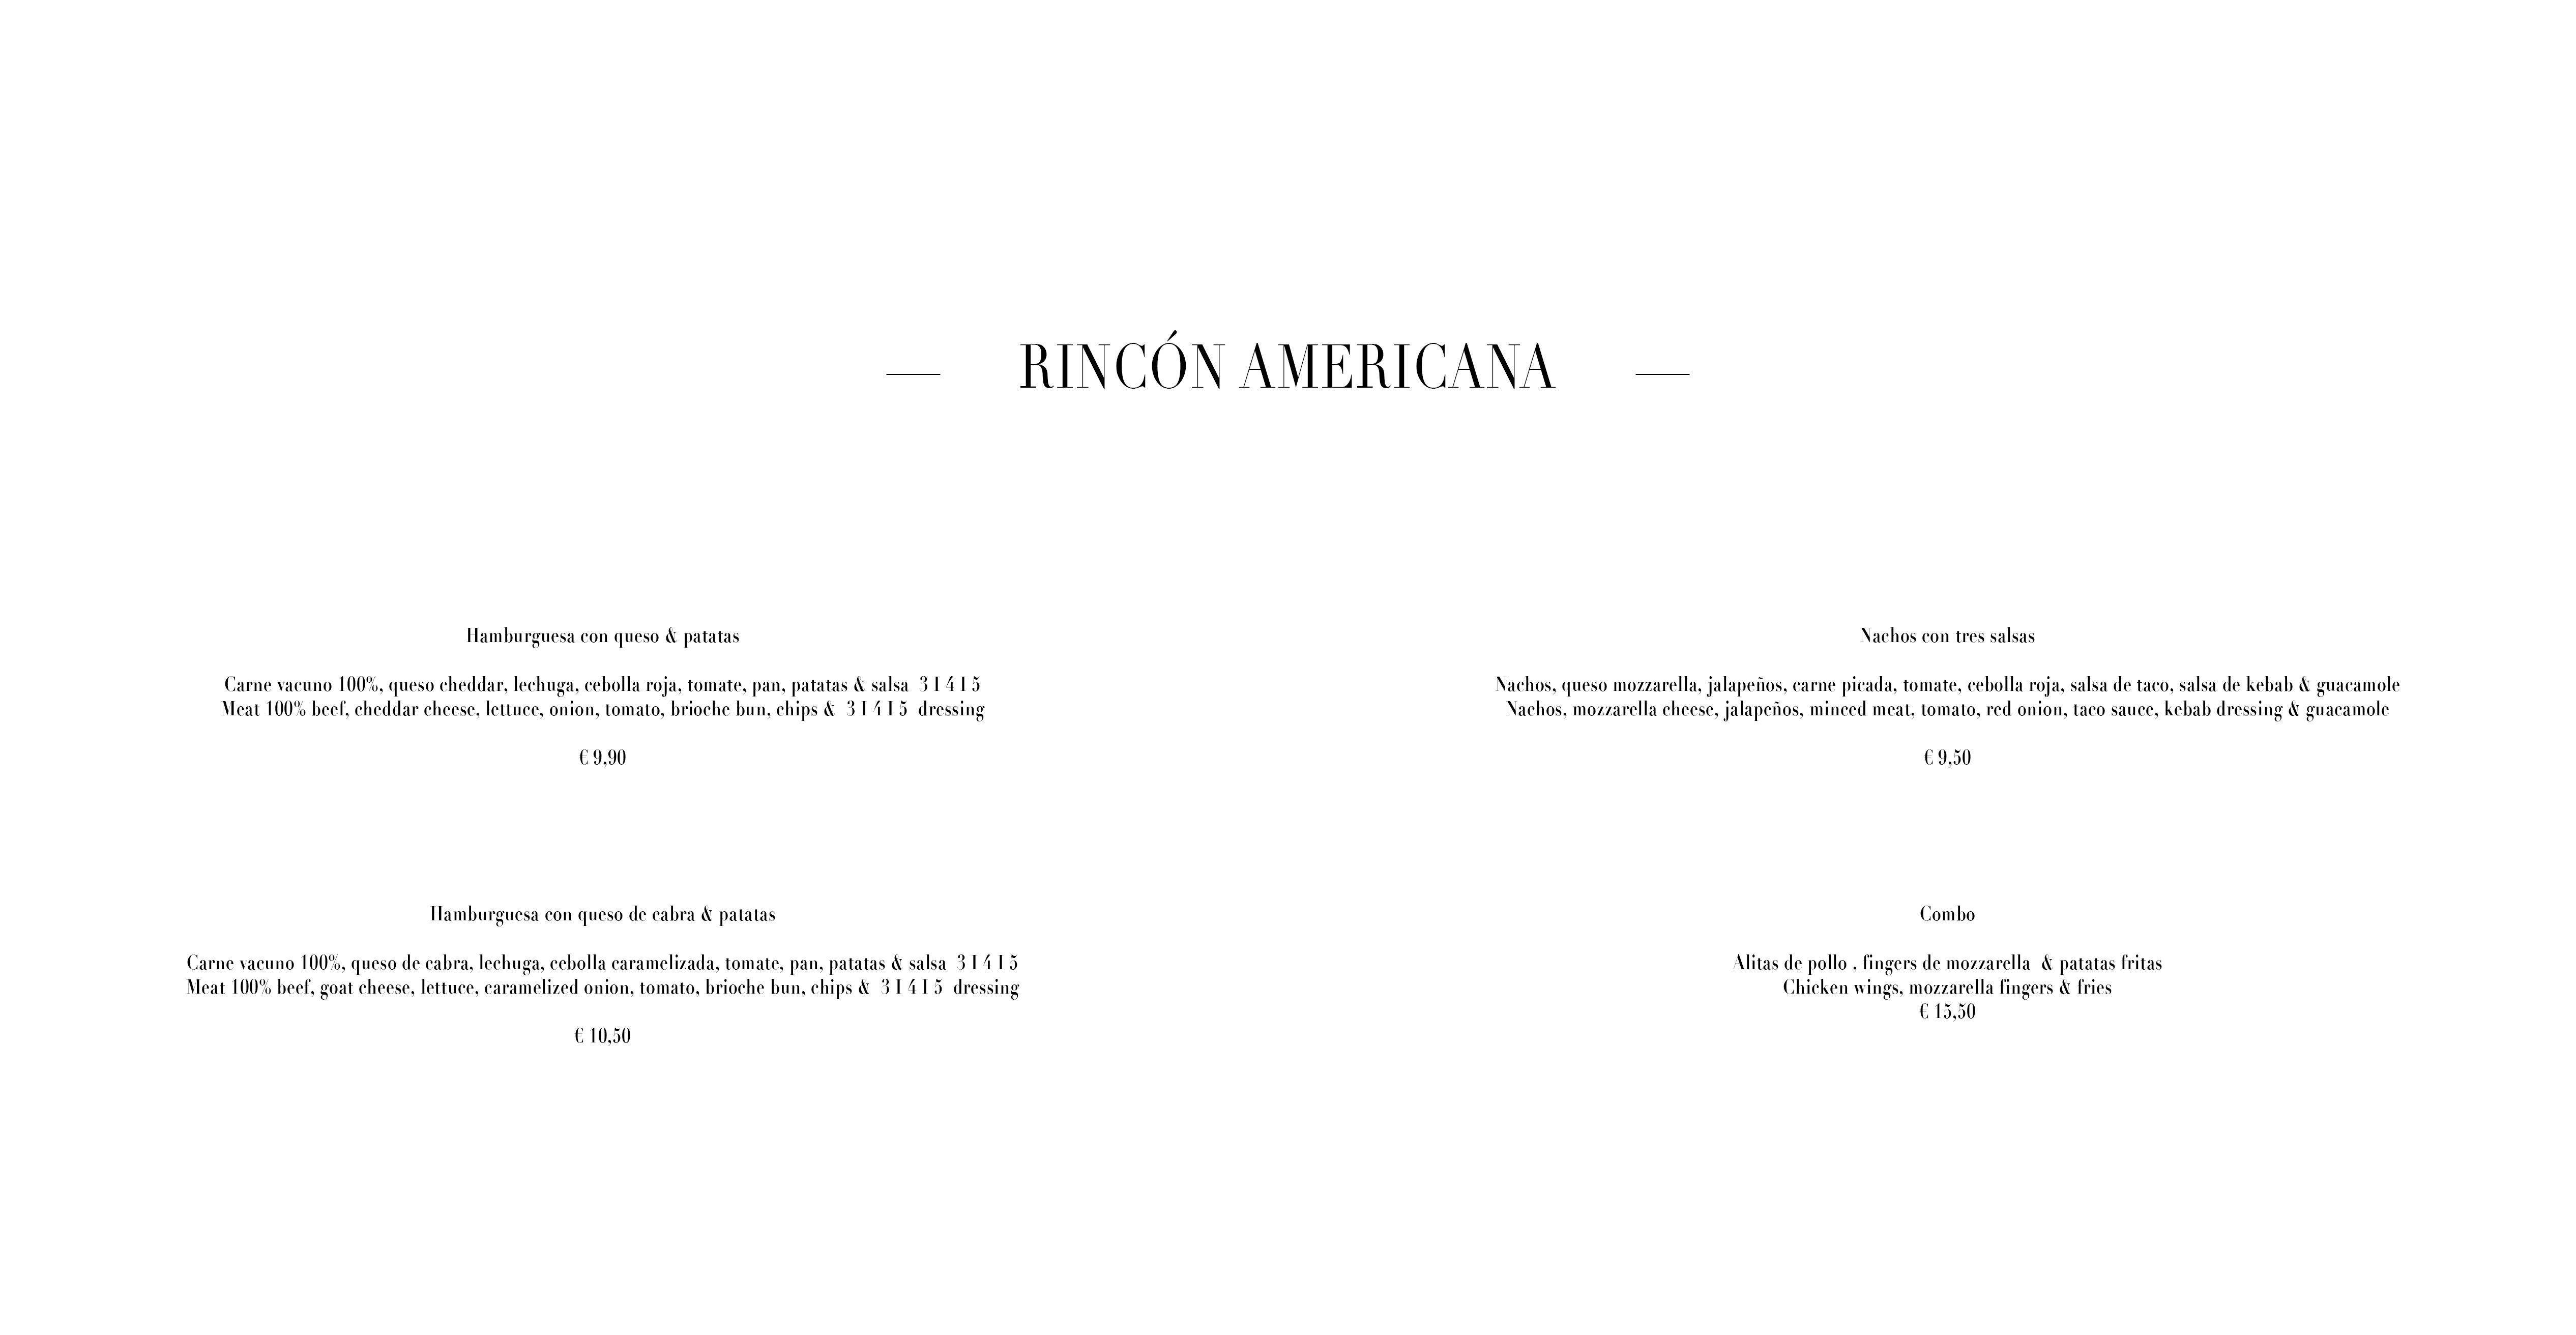 RINCÓN AMERICANA
Hamburguesa con queso & patatas
Carne vacuno 100%, queso cheddar, lechuga, cebolla roja, tomate, pan, patatas & salsa 3 1 4 1 5
Meat 100% beef, cheddar cheese, lettuce, onion, tomato, brioche bun, chips & 3 1 4 1 5 dressing
€ 9,90
Hamburguesa con queso de cabra & patatas
Carne vacuno 100%, queso de cabra, lechuga, cebolla caramelizada, tomate, pan, patatas & salsa 3 1 4 1 5
Meat 100% beef, goat cheese, lettuce, caramelized onion, tomato, brioche bun, chips & 3 1 4 1 5 dressing
€ 10,50
Nachos con tres salsas
Nachos, queso mozzarella, jalapeños, carne picada, tomate, cebolla roja, salsa de taco, salsa de kebab & guacamole
Nachos, mozzarella cheese, jalapeños, minced meat, tomato, red onion, taco sauce, kebab dressing & guacamole
€ 9,50
Combo
Alitas de pollo , fingers de mozzarella & patatas fritas
Chicken wings, mozzarella fingers & fries
€ 15,50